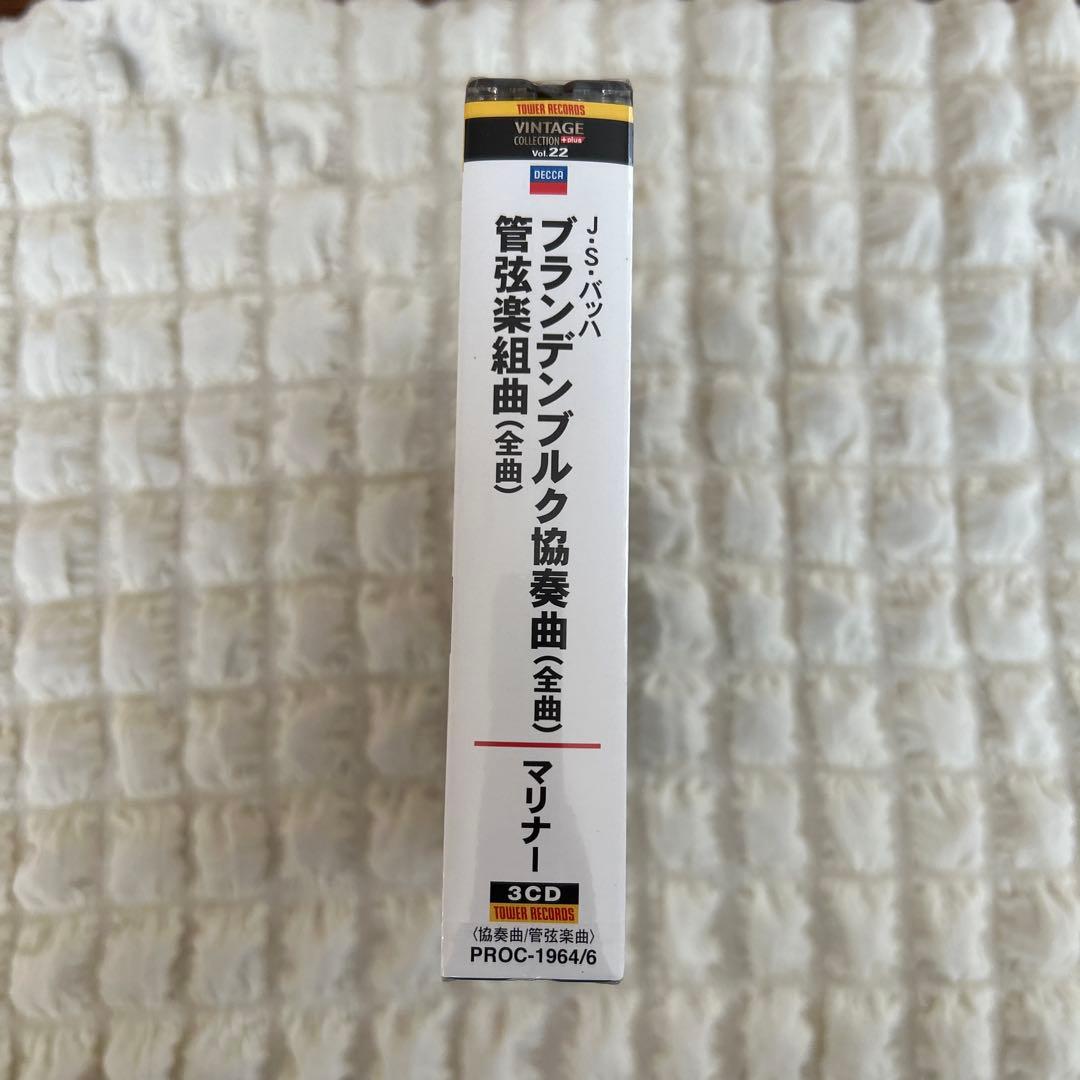 TOWER RECORDS
VINTAGE
COLLECTION +plus
Vol.22
DECCA
J・S・バッハ
ブランデンブルク協奏曲(全曲)
管弦楽組曲(全曲)
マリナー
3CD
TOWER RECORDS
〈協奏曲/管弦楽曲〉
PROC-1964/6